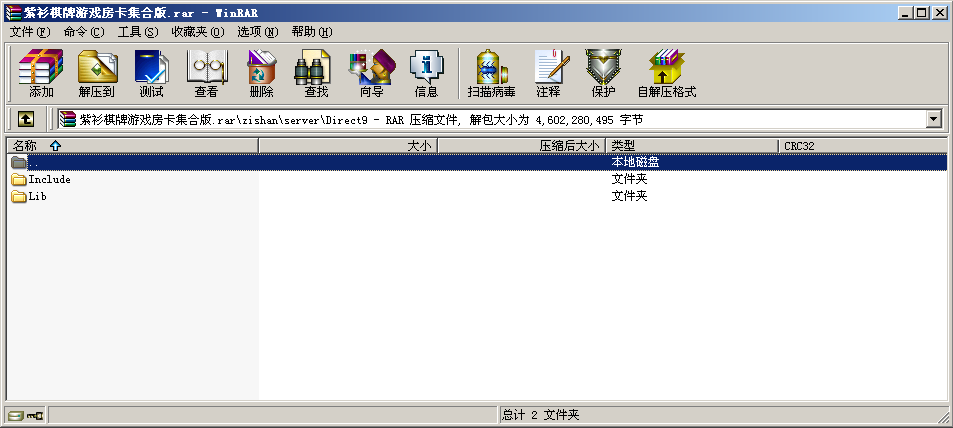 紫衫棋牌游戏房卡集合版.rar - WinRAR
文件(F) 命令(C) 工具(S) 收藏夹(O) 选项(N) 帮助(H)
添加 解压到 测试 查看 删除 查找 向导 信息 扫描病毒 注释 保护 自解压格式
紫衫棋牌游戏房卡集合版.rar\zishan\server\Direct9 - RAR 压缩文件, 解包大小为 4,602,280,495 字节
名称 大小 压缩后大小 类型 CRC32
.. 本地磁盘
Include 文件夹
Lib 文件夹
总计 2 文件夹